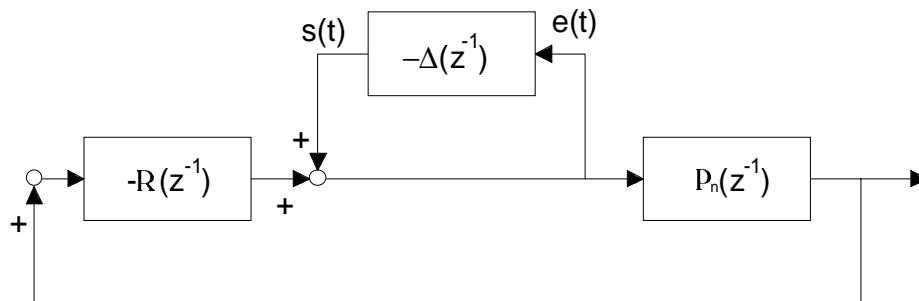 s(t)
e(t)
−Δ(z⁻¹)
+
-R(z⁻¹)
+
Pₙ(z⁻¹)
+